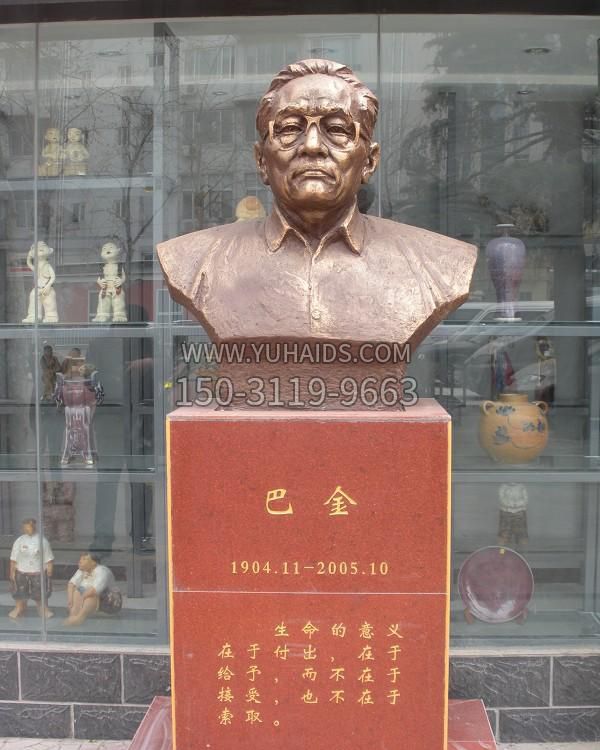 WWW.YUHAIDS.COM
150-3119-9663
巴金
1904.11-2005.10
生命的意义
在于付出,在于
给予,而不在于
接受,也不在于
索取。